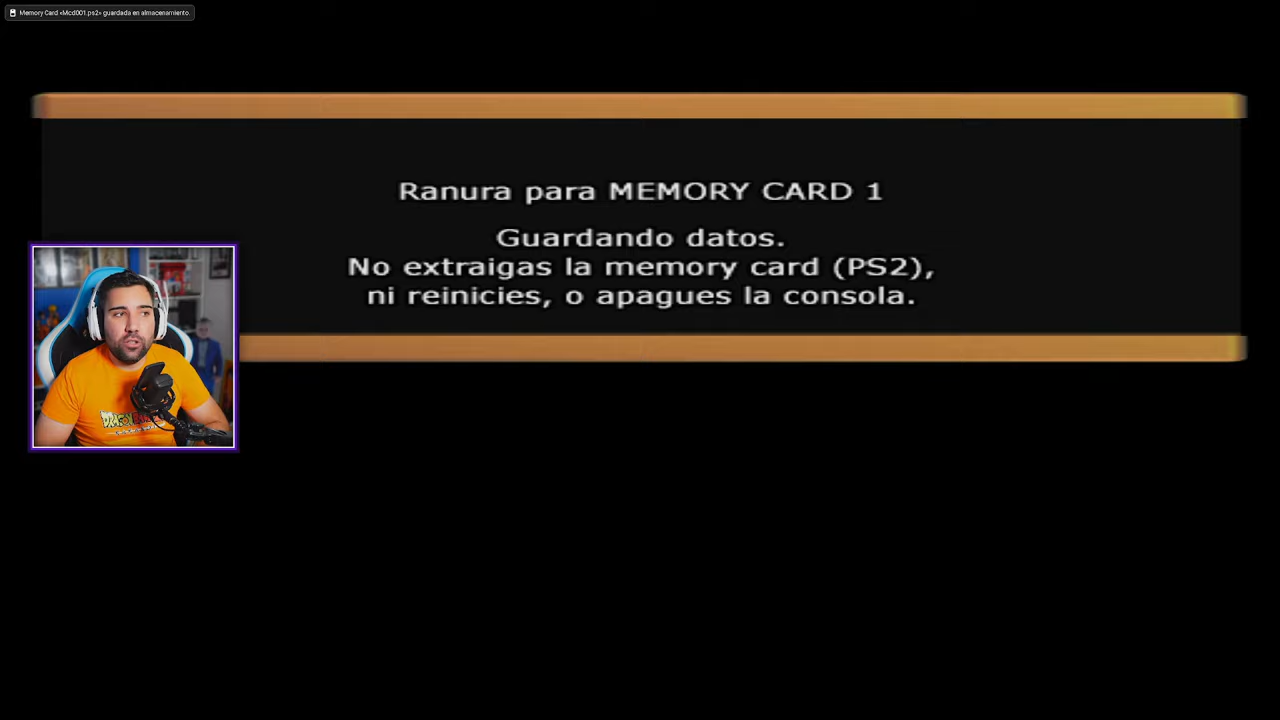 Memory Card «Mcd001.ps2» guardada en almacenamiento.
Ranura para MEMORY CARD 1
Guardando datos.
No extraigas la memory card (PS2),
ni reinicies, o apagues la consola.